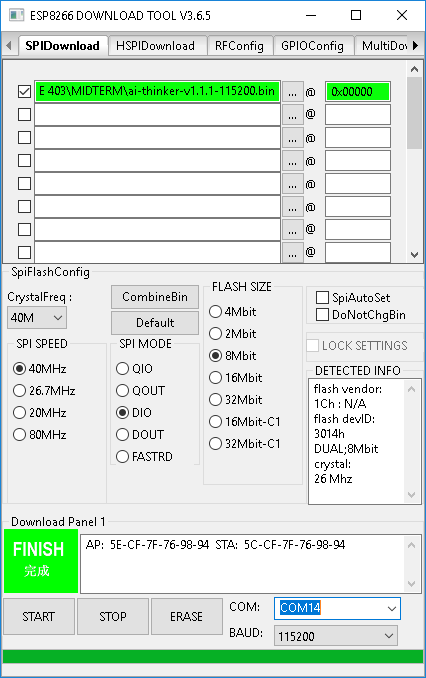 ESP8266 DOWNLOAD TOOL V3.6.5
SPIDownload HSPIDownload RFConfig GPIOConfig MultiDow
E 403\MIDTERM\ai-thinker-v1.1.1-115200.bin ... @ 0x00000
... @
... @
... @
... @
... @
... @
... @
SpiFlashConfig
CrystalFreq :
40M
CombineBin
Default
SPI SPEED
40MHz
26.7MHz
20MHz
80MHz
SPI MODE
QIO
QOUT
DIO
DOUT
FASTRD
FLASH SIZE
4Mbit
2Mbit
8Mbit
16Mbit
32Mbit
16Mbit-C1
32Mbit-C1
SpiAutoSet
DoNotChgBin
LOCK SETTINGS
DETECTED INFO
flash vendor:
1Ch : N/A
flash devID:
3014h
DUAL;8Mbit
crystal:
26 Mhz
Download Panel 1
FINISH
完成
AP: 5E-CF-7F-76-98-94 STA: 5C-CF-7F-76-98-94
START STOP ERASE
COM: COM14
BAUD: 115200